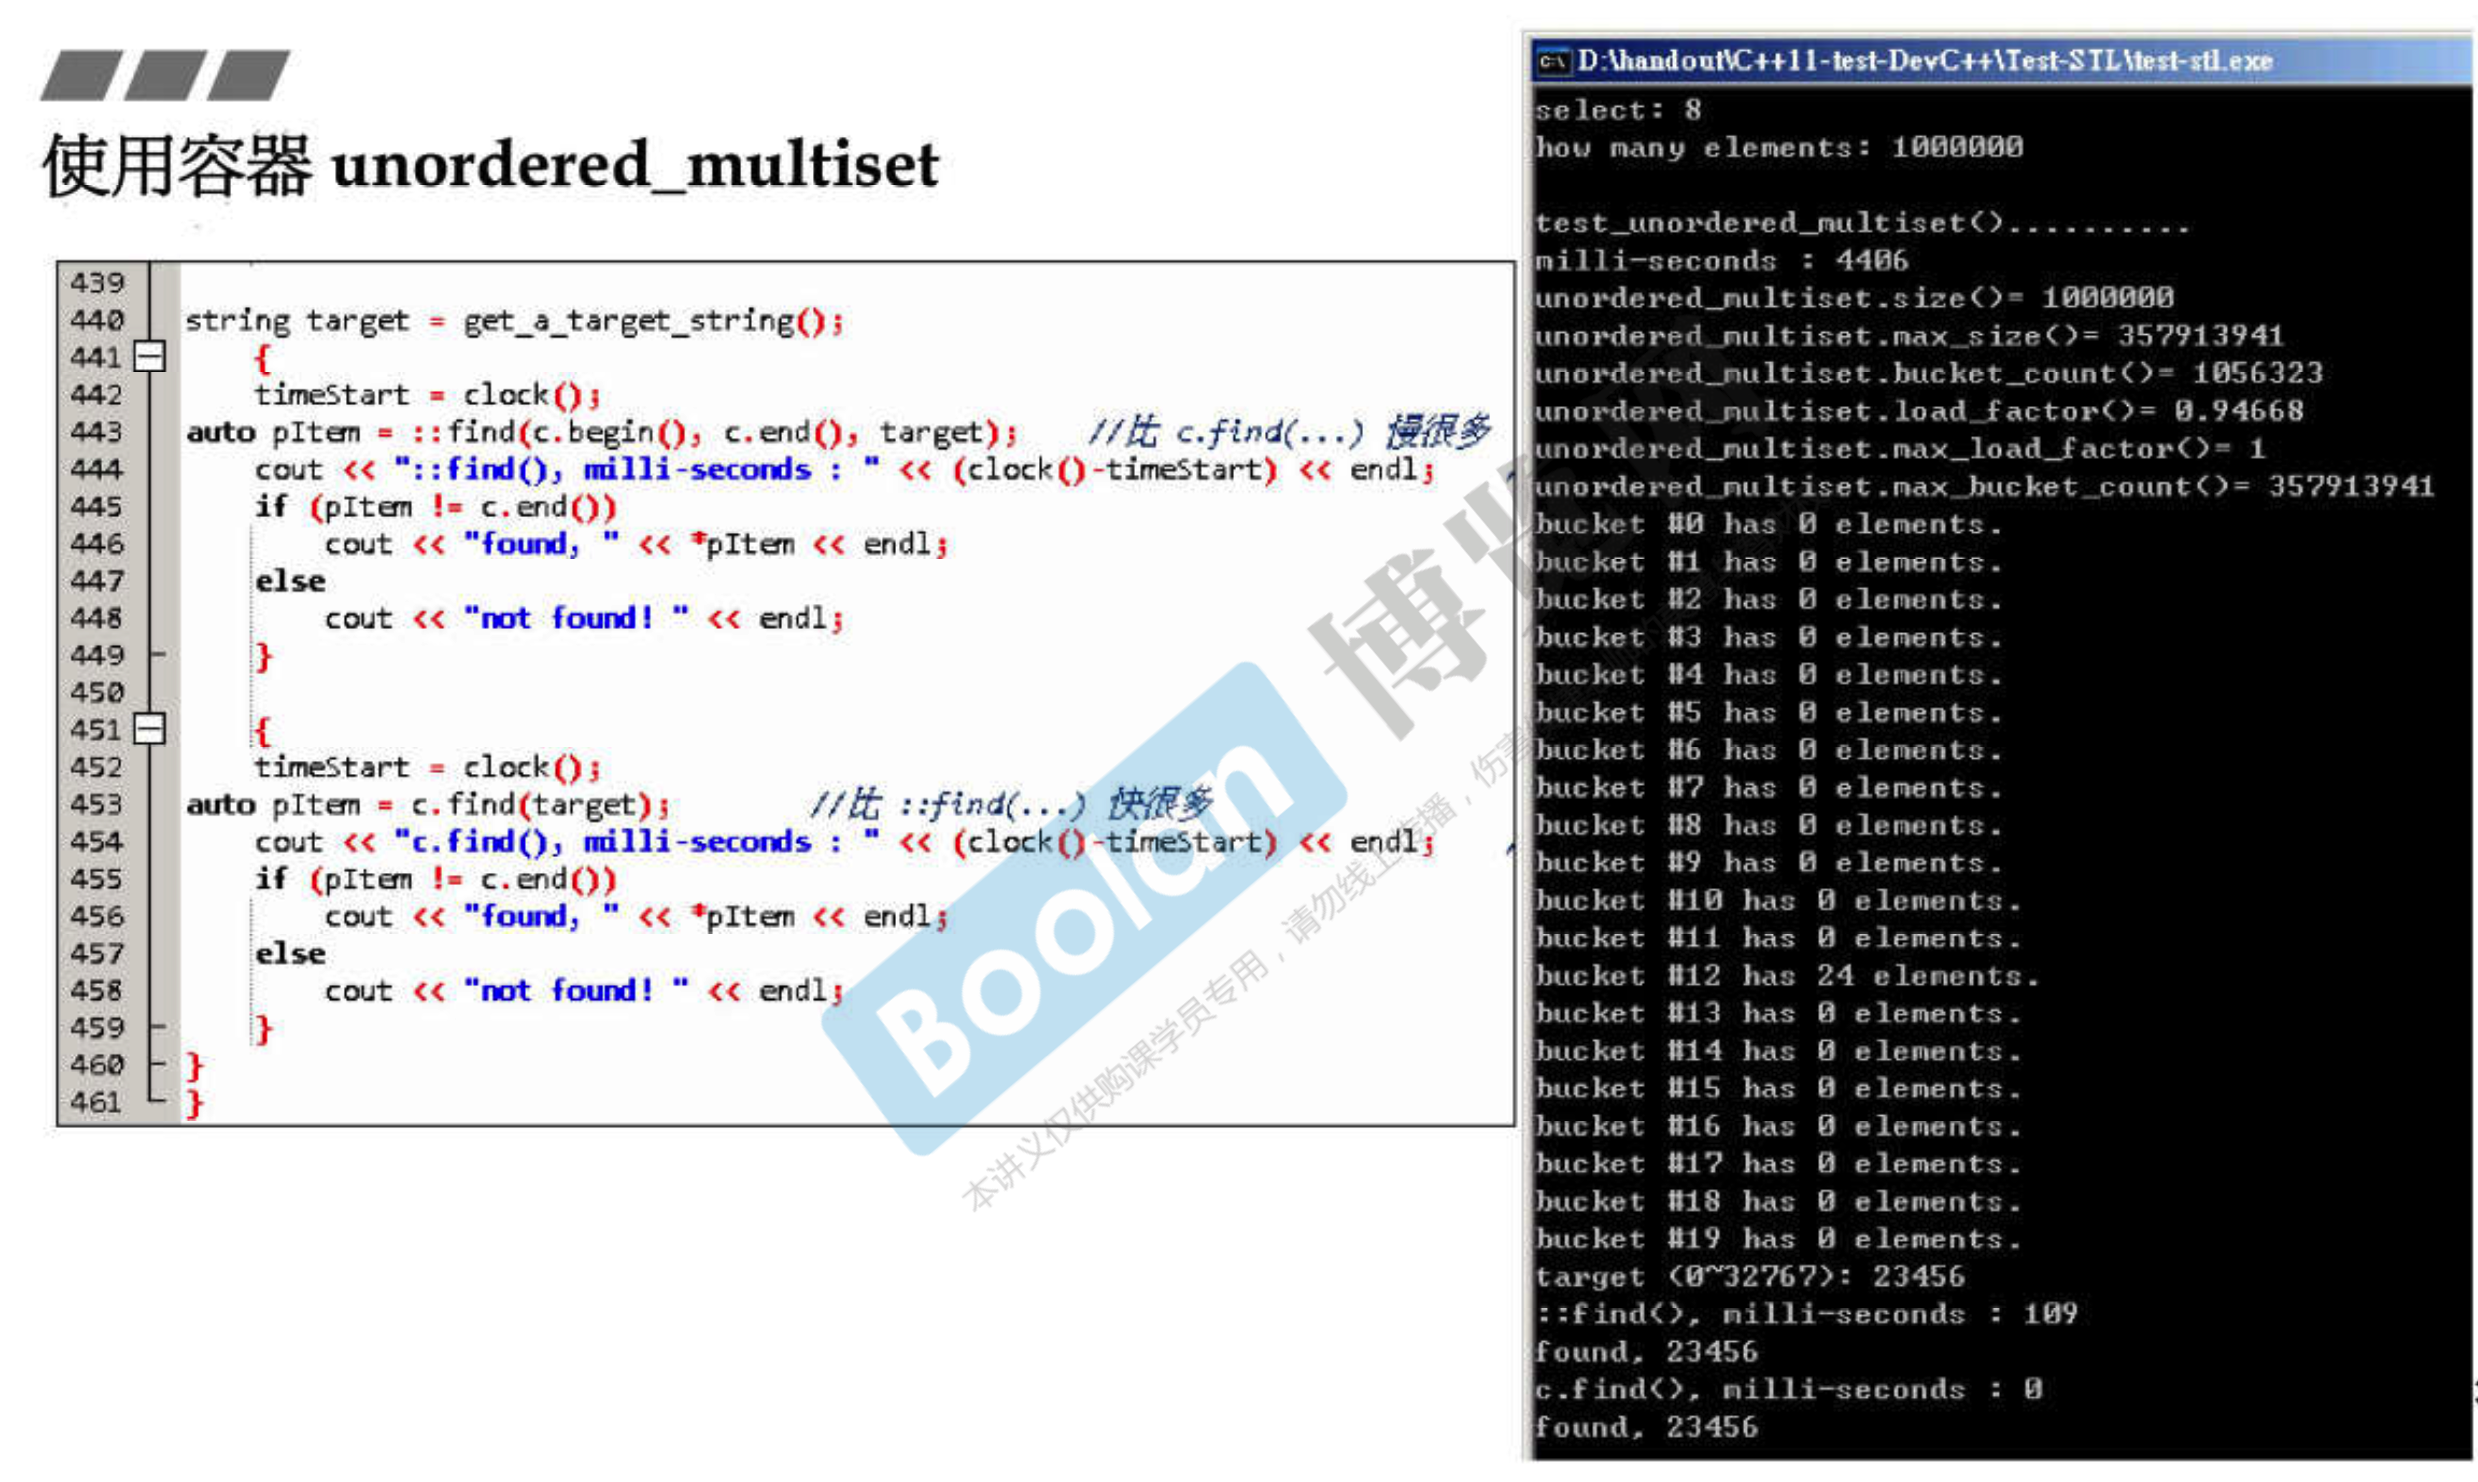 使用容器 unordered_multiset
439
440 string target = get_a_target_string();
441 {
442 timeStart = clock();
443 auto pItem = ::find(c.begin(), c.end(), target); //比 c.find(...) 慢很多
444 cout << "::find(), milli-seconds : " << (clock()-timeStart) << endl;
445 if (pItem != c.end())
446 cout << "found, " << *pItem << endl;
447 else
448 cout << "not found! " << endl;
449 }
450
451 {
452 timeStart = clock();
453 auto pItem = c.find(target); //比 ::find(...) 快很多
454 cout << "c.find(), milli-seconds : " << (clock()-timeStart) << endl;
455 if (pItem != c.end())
456 cout << "found, " << *pItem << endl;
457 else
458 cout << "not found! " << endl;
459 }
460 }
461 }
D:\handout\C++11-test-DevC++\Test-STL\test-stl.exe
select: 8
how many elements: 1000000
test_unordered_multiset()..........
milli-seconds : 4406
unordered_multiset.size()= 1000000
unordered_multiset.max_size()= 357913941
unordered_multiset.bucket_count()= 1056323
unordered_multiset.load_factor()= 0.94668
unordered_multiset.max_load_factor()= 1
unordered_multiset.max_bucket_count()= 357913941
bucket #0 has 0 elements.
bucket #1 has 0 elements.
bucket #2 has 0 elements.
bucket #3 has 0 elements.
bucket #4 has 0 elements.
bucket #5 has 0 elements.
bucket #6 has 0 elements.
bucket #7 has 0 elements.
bucket #8 has 0 elements.
bucket #9 has 0 elements.
bucket #10 has 0 elements.
bucket #11 has 0 elements.
bucket #12 has 24 elements.
bucket #13 has 0 elements.
bucket #14 has 0 elements.
bucket #15 has 0 elements.
bucket #16 has 0 elements.
bucket #17 has 0 elements.
bucket #18 has 0 elements.
bucket #19 has 0 elements.
target (0~32767): 23456
::find(), milli-seconds : 109
found, 23456
c.find(), milli-seconds : 0
found, 23456
Boolan 博览
本讲义仅供购课学员专用，请勿线上传播，伤害